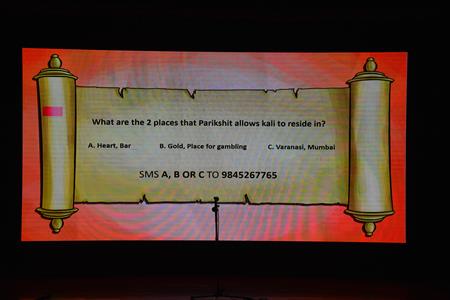 What are the 2 places that Parikshit allows kali to reside in?
A. Heart, Bar B. Gold, Place for gambling C. Varanasi, Mumbai
SMS A, B OR C TO 9845267765